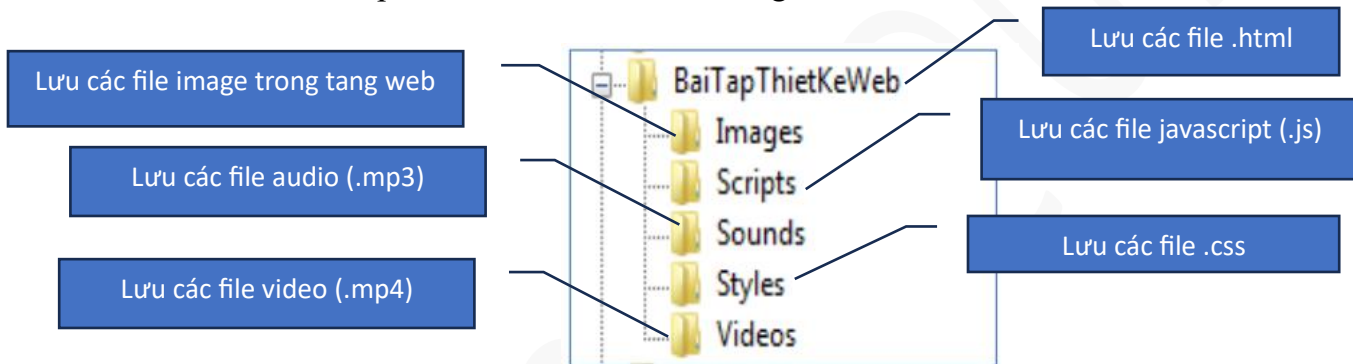 Lưu các file .html
Lưu các file image trong tang web
BaiTapThietKeWeb
Images
Lưu các file javascript (.js)
Lưu các file audio (.mp3)
Scripts
Sounds
Lưu các file .css
Styles
Lưu các file video (.mp4)
Videos